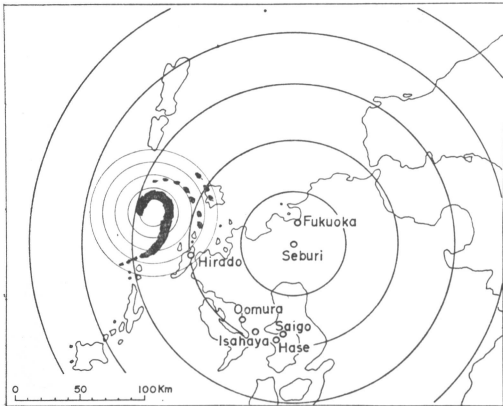 Fukuoka
Seburi
Hirado
Oomura
Saigo
Isahaya
Hase
0 50 100Km